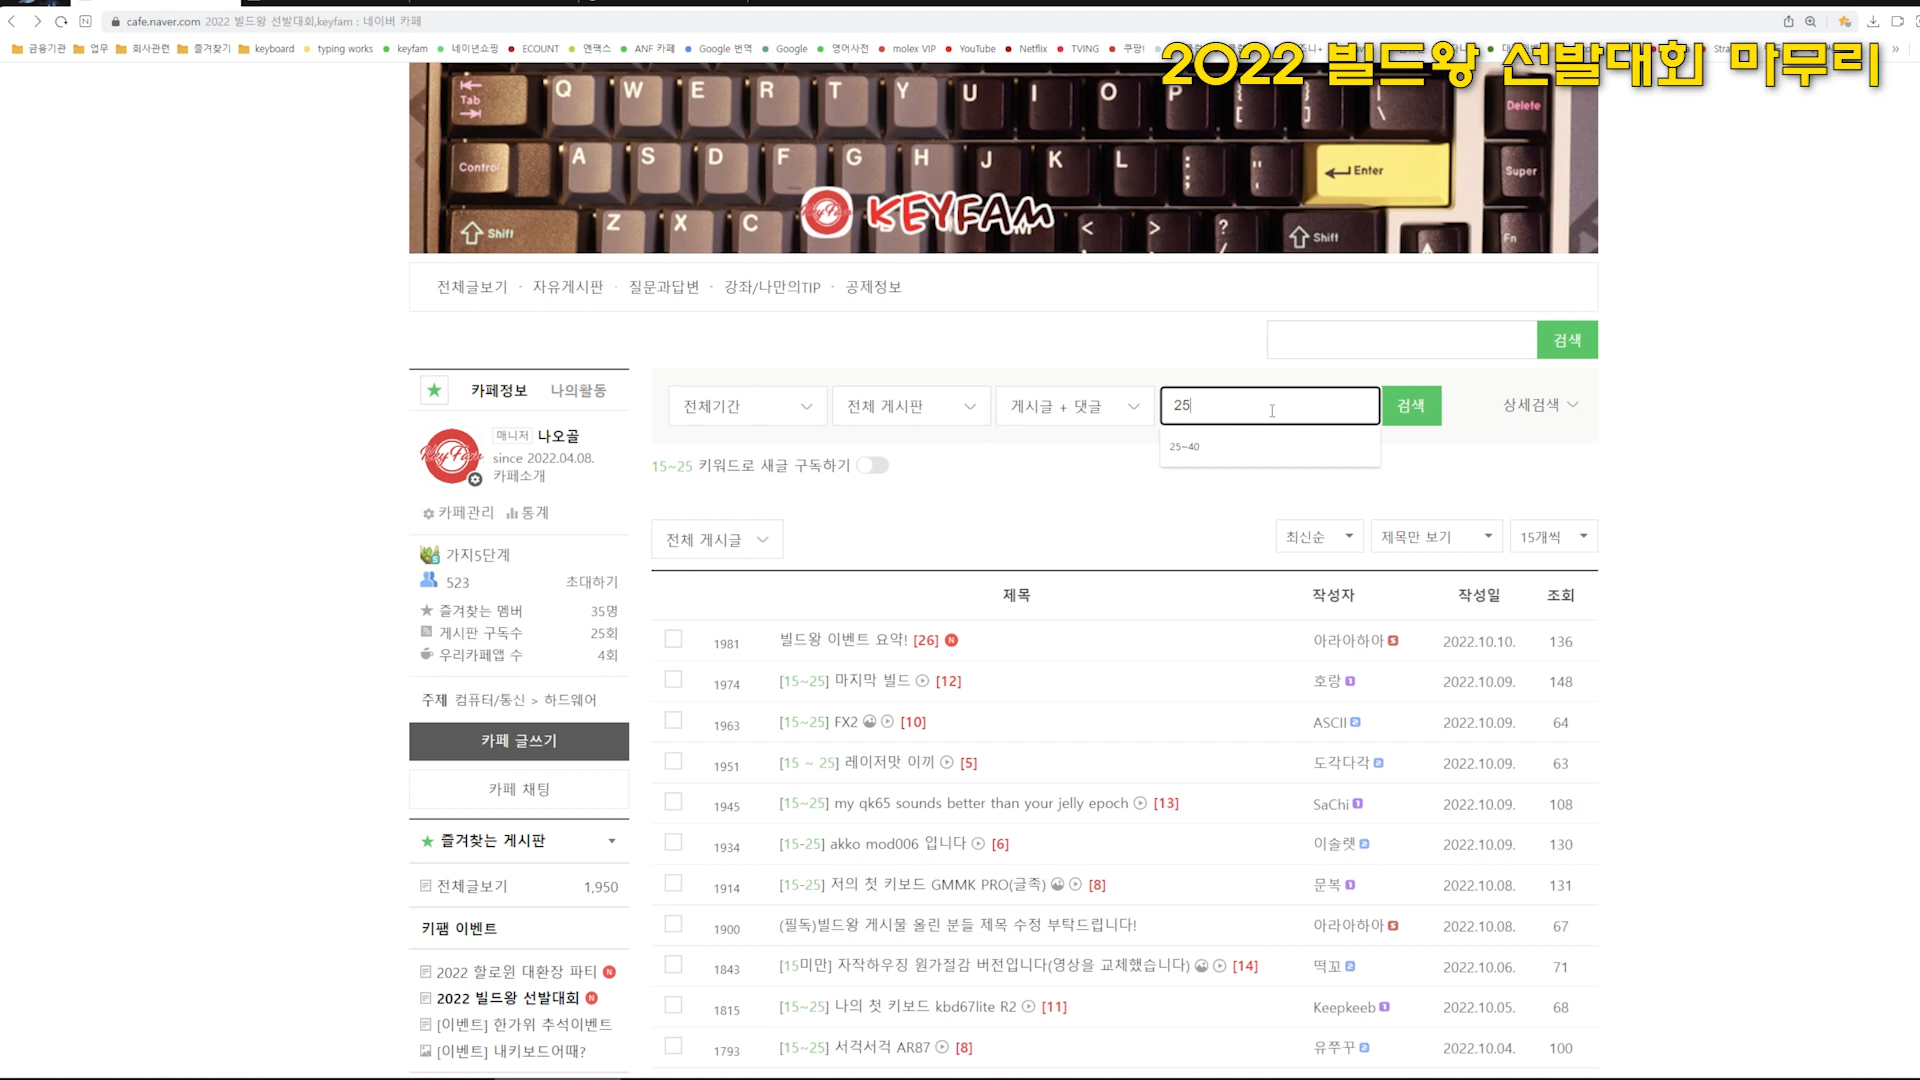 cafe.naver.com 2022 빌드왕 선발대회,keyfam : 네이버 카페
금융기관 업무 회사관련 즐겨찾기 keyboard typing works keyfam 네이년쇼핑 ECOUNT 엔팩스 ANF 카페 Google 번역 Google 영어사전 molex VIP YouTube Netflix TVING 쿠팡!
2022 빌드왕 선발대회 마무리
Tab Q W E R T Y U I O P Delete
Control A S D F G H J K L Enter Super
KEYFAM
Shift Z X C M < > ? Shift Fn
전체글보기 · 자유게시판 · 질문과답변 · 강좌/나만의TIP · 공제정보
검색
카페정보 나의활동
전체기간 전체 게시판 게시글 + 댓글 25 검색 상세검색
25~40
매니저 나오골
since 2022.04.08.
카페소개
15~25 키워드로 새글 구독하기
카페관리 통계
전체 게시글 최신순 제목만 보기 15개씩
가지5단계
523 초대하기
즐겨찾는 멤버 35명
게시판 구독수 25회
우리카페앱 수 4회
주제 컴퓨터/통신 > 하드웨어
카페 글쓰기
카페 채팅
즐겨찾는 게시판
전체글보기 1,950
키팸 이벤트
2022 할로윈 대환장 파티 N
2022 빌드왕 선발대회 N
[이벤트] 한가위 추석이벤트
[이벤트] 내키보드어때?
제목 작성자 작성일 조회
1981 빌드왕 이벤트 요약! [26] N 아라아하아 2022.10.10. 136
1974 [15~25] 마지막 빌드 [12] 호랑 2022.10.09. 148
1963 [15~25] FX2 [10] ASCII 2022.10.09. 64
1951 [15 ~ 25] 레이저맛 이끼 [5] 도각다각 2022.10.09. 63
1945 [15~25] my qk65 sounds better than your jelly epoch [13] SaChi 2022.10.09. 108
1934 [15-25] akko mod006 입니다 [6] 이솔렛 2022.10.09. 130
1914 [15-25] 저의 첫 키보드 GMMK PRO(글족) [8] 문복 2022.10.08. 131
1900 (필독)빌드왕 게시물 올린 분들 제목 수정 부탁드립니다! 아라아하아 2022.10.08. 67
1843 [15미만] 자작하우징 원가절감 버전입니다(영상을 교체했습니다) [14] 떡꼬 2022.10.06. 71
1815 [15~25] 나의 첫 키보드 kbd67lite R2 [11] Keepkeeb 2022.10.05. 68
1793 [15~25] 서걱서걱 AR87 [8] 유쭈꾸 2022.10.04. 100